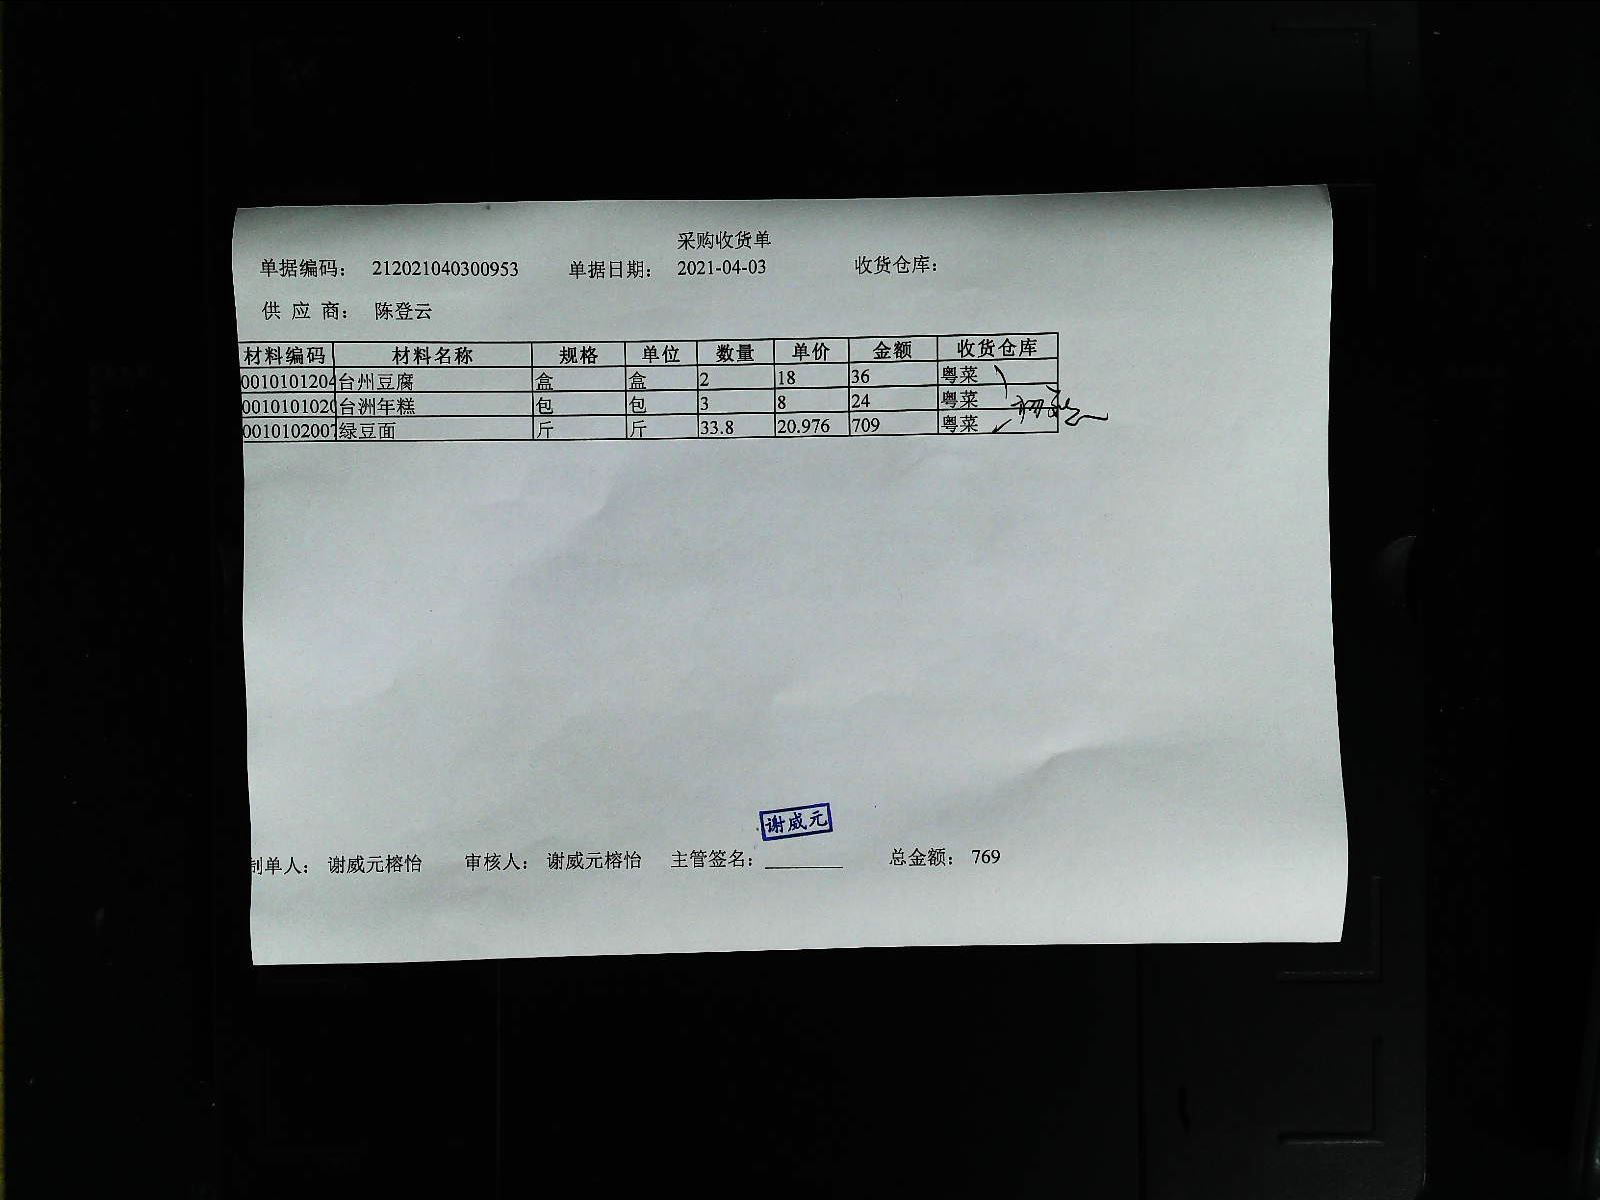 采购收货单
单据编码： 212021040300953 单据日期： 2021-04-03 收货仓库：
供 应 商： 陈登云
材料编码 材料名称 规格 单位 数量 单价 金额 收货仓库
0010101204 台州豆腐 盒 盒 2 18 36 粤菜
0010101020 台洲年糕 包 包 3 8 24 粤菜
0010102007 绿豆面 斤 斤 33.8 20.976 709 粤菜
谢威元
制单人： 谢威元榕怡 审核人： 谢威元榕怡 主管签名： 总金额： 769